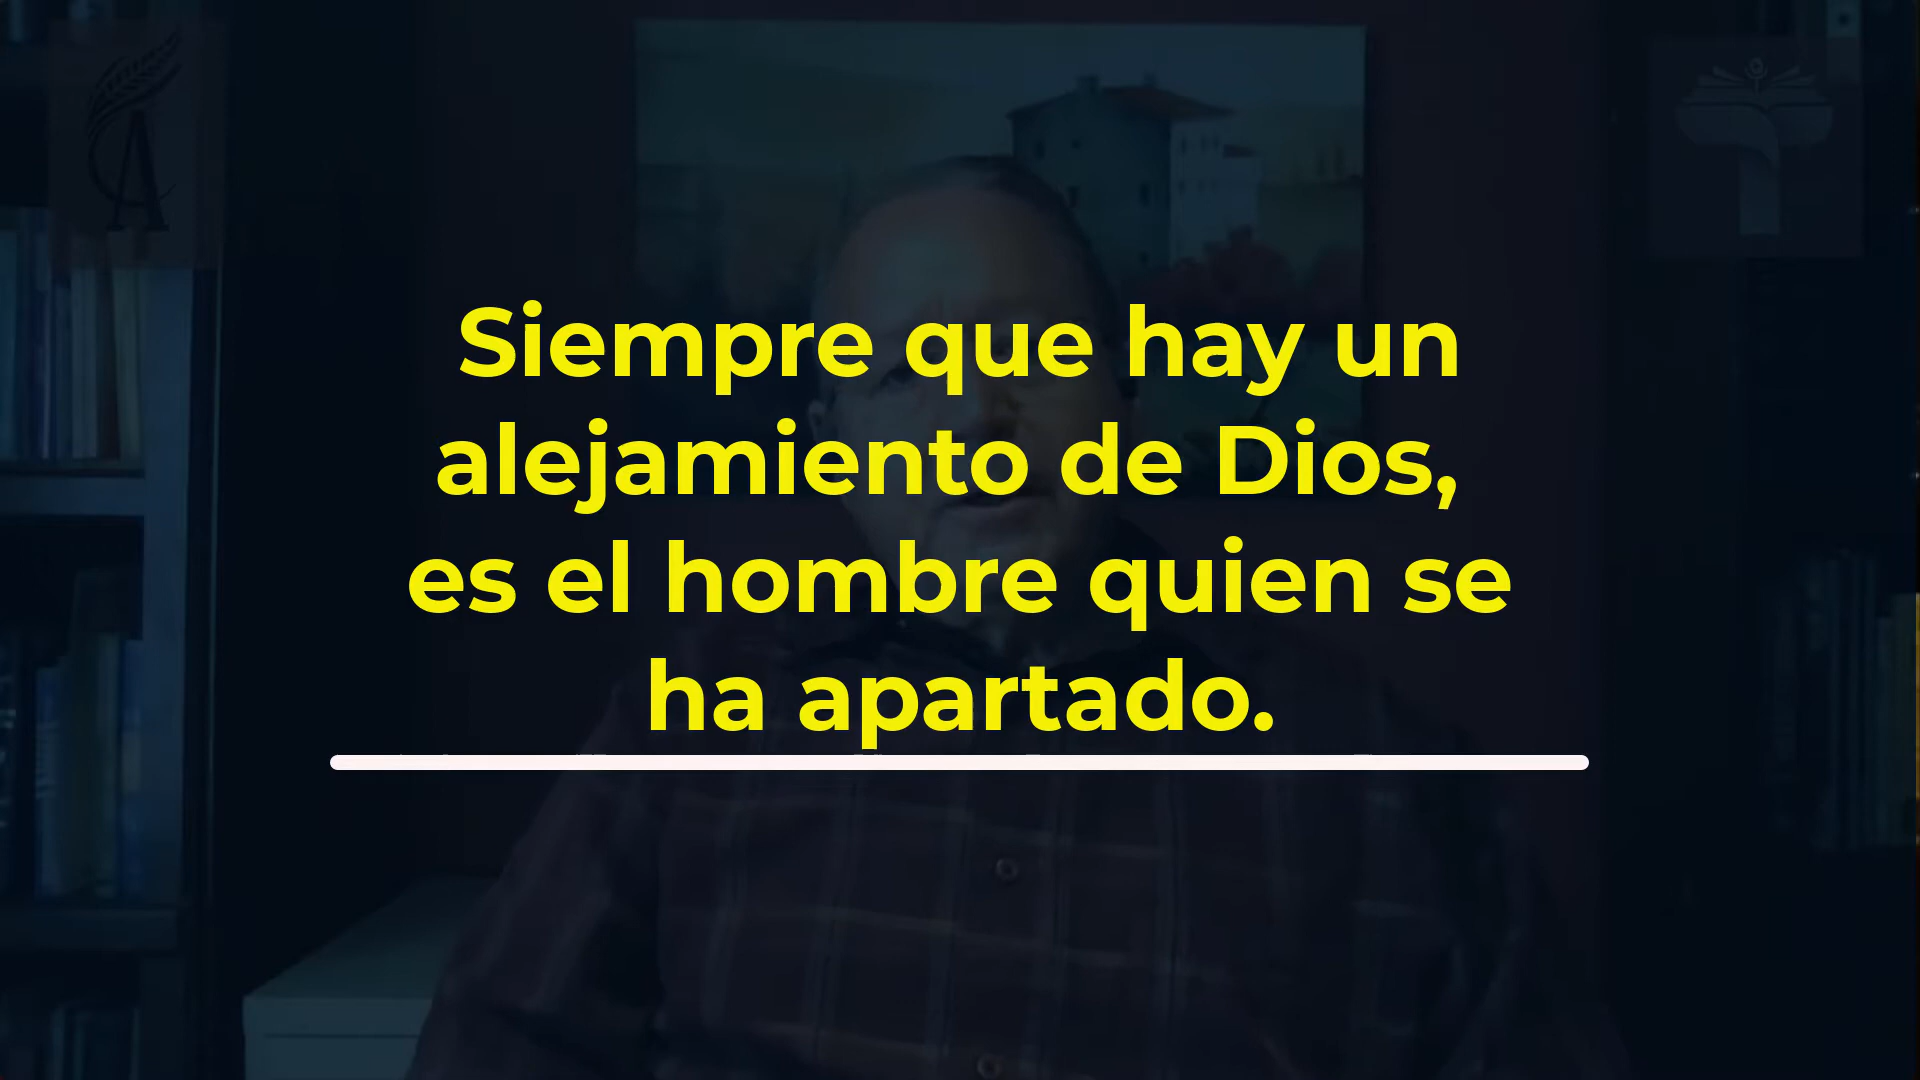 Siempre que hay un
alejamiento de Dios,
es el hombre quien se
ha apartado.